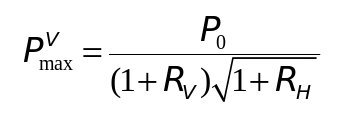 P^V_max = P_0 / ((1+R_V)√(1+R_H))